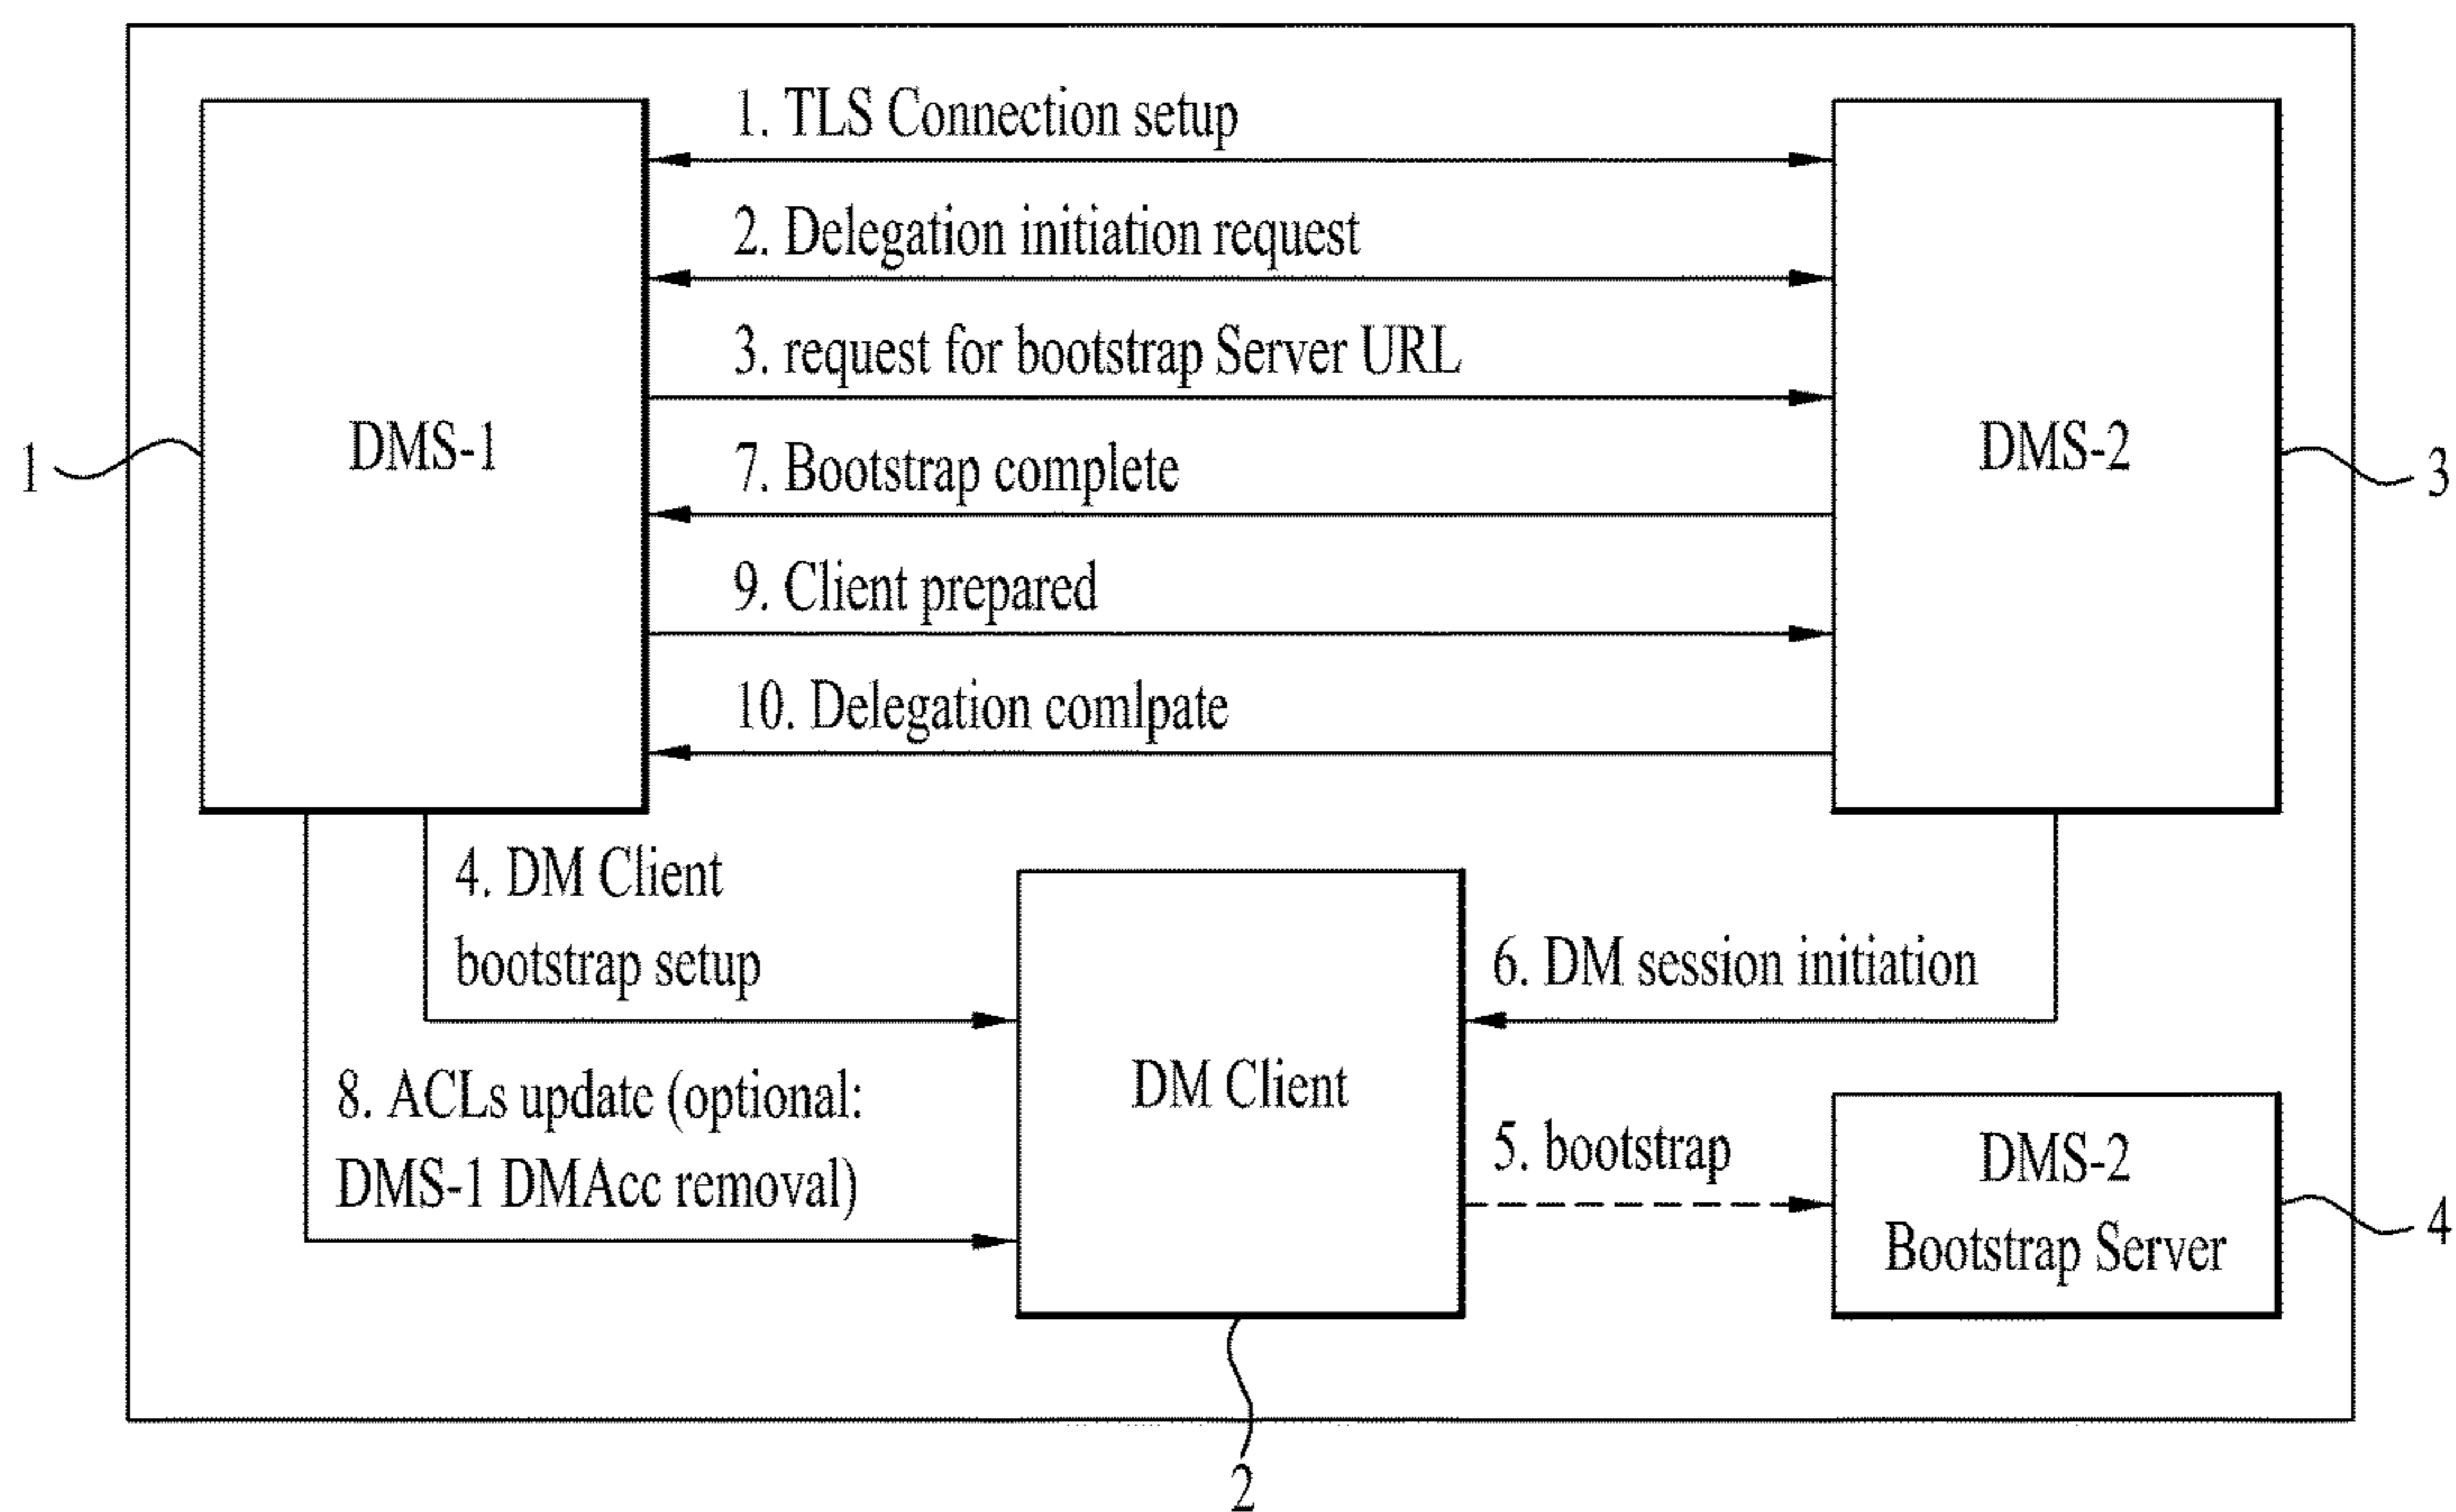 1. TLS Connection setup
2. Delegation initiation request
3. request for bootstrap Server URL
DMS-1
7. Bootstrap complete
DMS-2
1
3
9. Client prepared
10. Delegation comlpate
4. DM Client
bootstrap setup
6. DM session initiation
DM Client
8. ACLs update (optional:
DMS-1 DMAcc removal)
5. bootstrap
DMS-2
Bootstrap Server
4
2